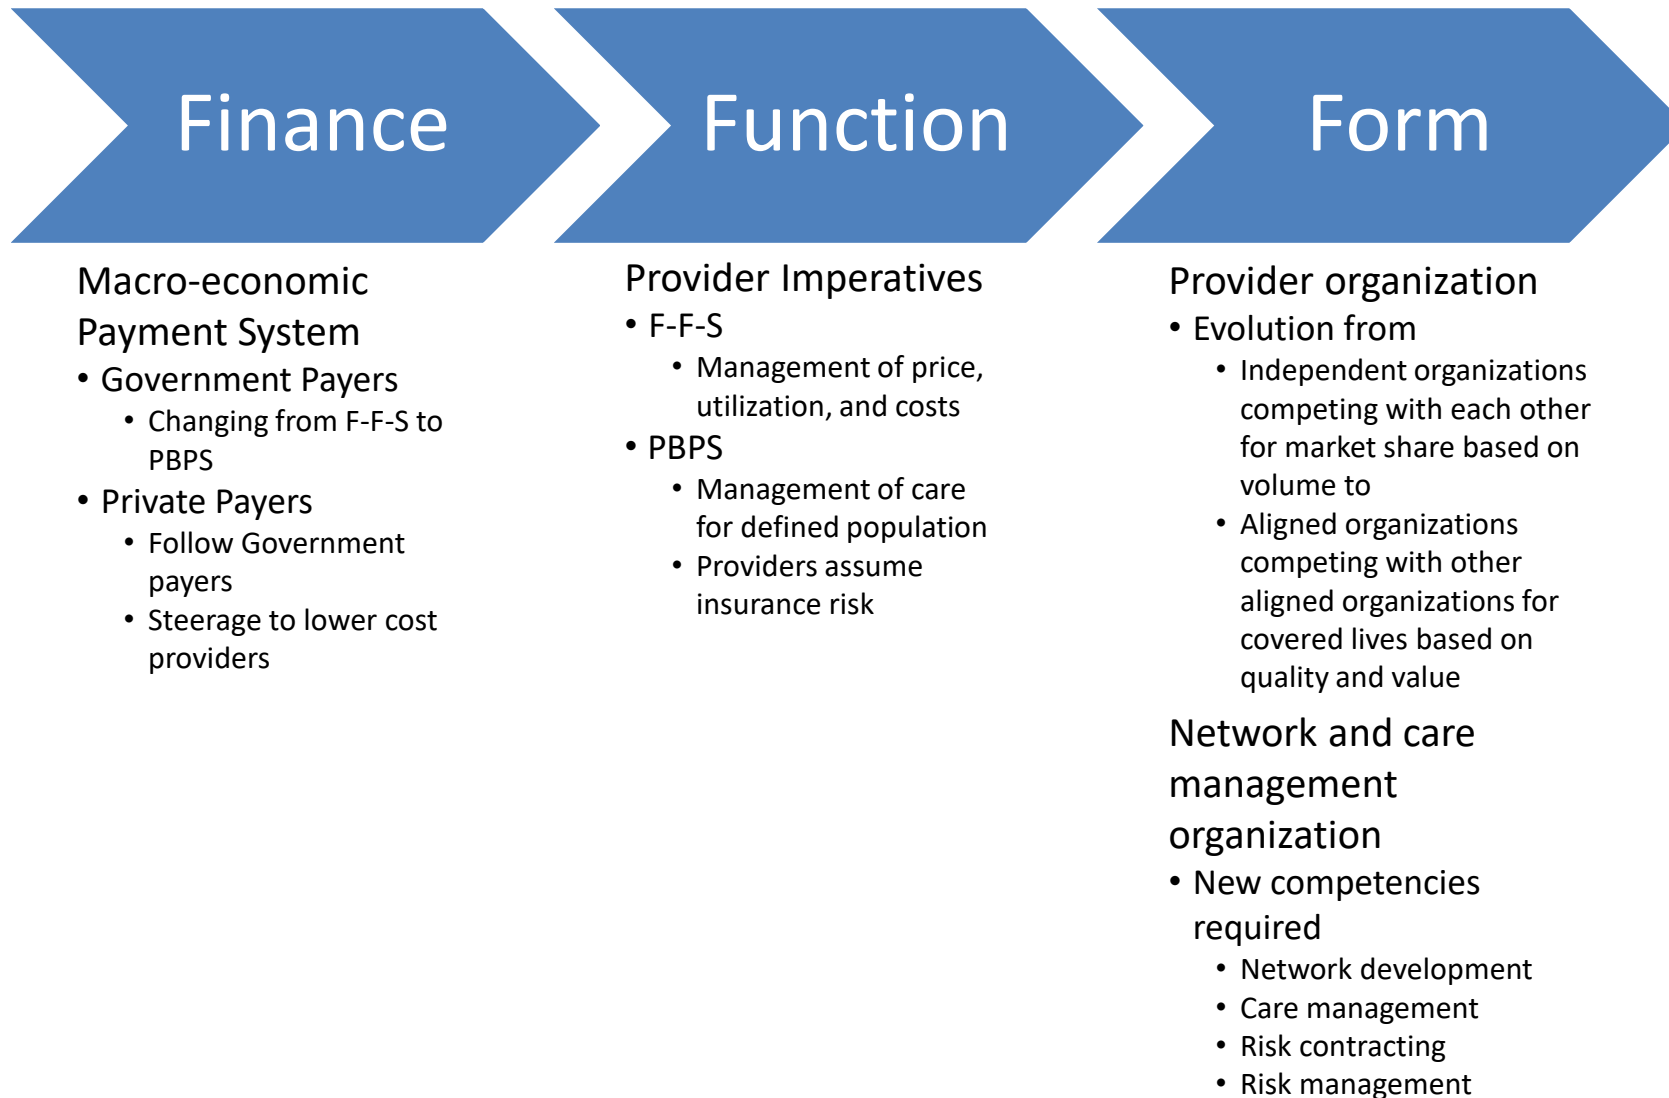 Finance
Function
Form
Macro-economic
Payment System
• Government Payers
• Changing from F-F-S to
PBPS
• Private Payers
• Follow Government
payers
• Steerage to lower cost
providers
Provider Imperatives
• F-F-S
• Management of price,
utilization, and costs
• PBPS
• Management of care
for defined population
• Providers assume
insurance risk
Provider organization
• Evolution from
• Independent organizations
competing with each other
for market share based on
volume to
• Aligned organizations
competing with other
aligned organizations for
covered lives based on
quality and value
Network and care
management
organization
• New competencies
required
• Network development
• Care management
• Risk contracting
• Risk management